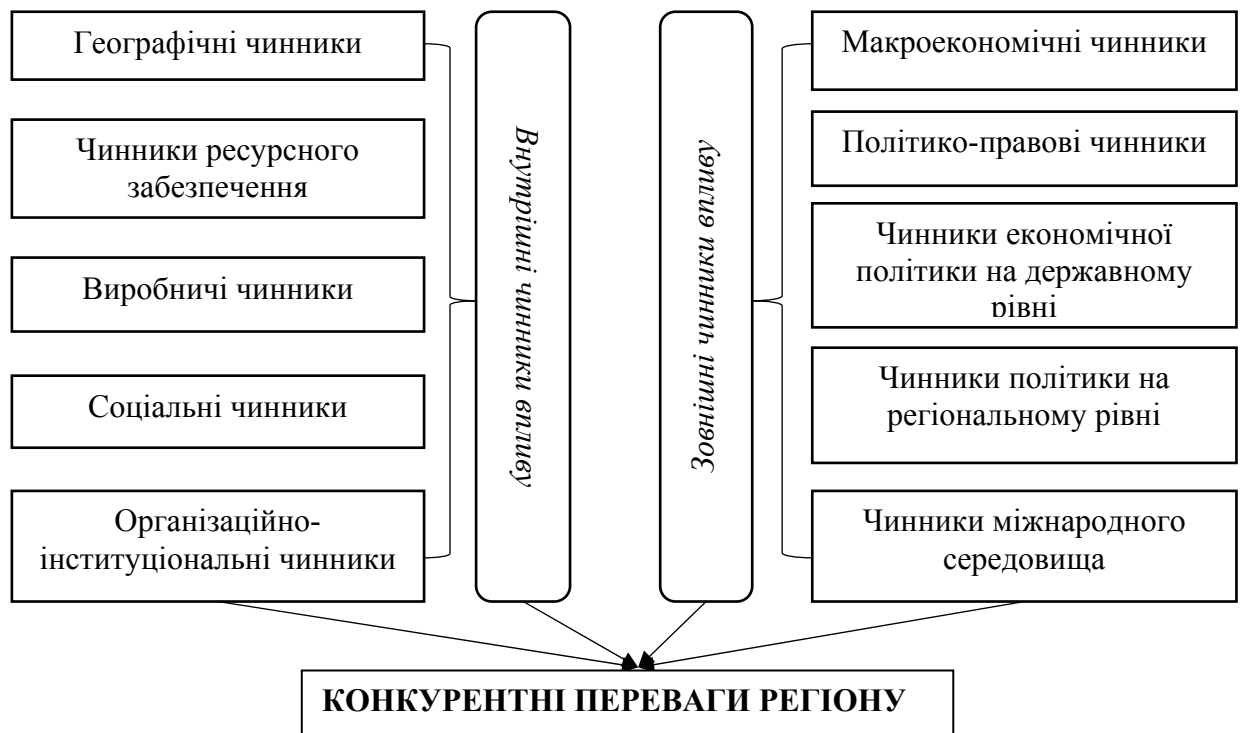 Географічні чинники
Чинники ресурсного
забезпечення
Виробничі чинники
Соціальні чинники
Організаційно-
інституціональні чинники
Внутрішні чинники впливу
Зовнішні чинники впливу
Макроекономічні чинники
Політико-правові чинники
Чинники економічної
політики на державному
рівні
Чинники політики на
регіональному рівні
Чинники міжнародного
середовища
КОНКУРЕНТНІ ПЕРЕВАГИ РЕГІОНУ